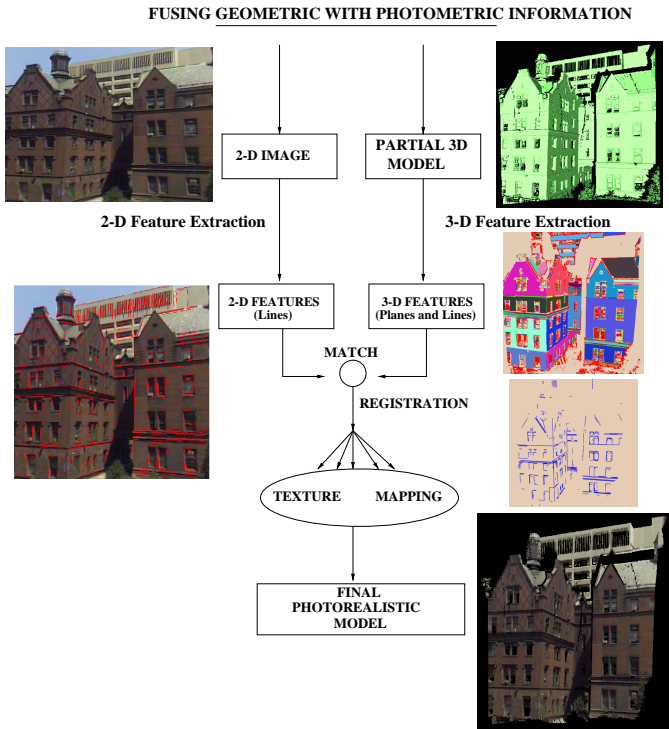 FUSING GEOMETRIC WITH PHOTOMETRIC INFORMATION
2-D IMAGE
PARTIAL 3D
MODEL
2-D Feature Extraction
3-D Feature Extraction
2-D FEATURES
(Lines)
3-D FEATURES
(Planes and Lines)
MATCH
REGISTRATION
TEXTURE MAPPING
FINAL
PHOTOREALISTIC
MODEL